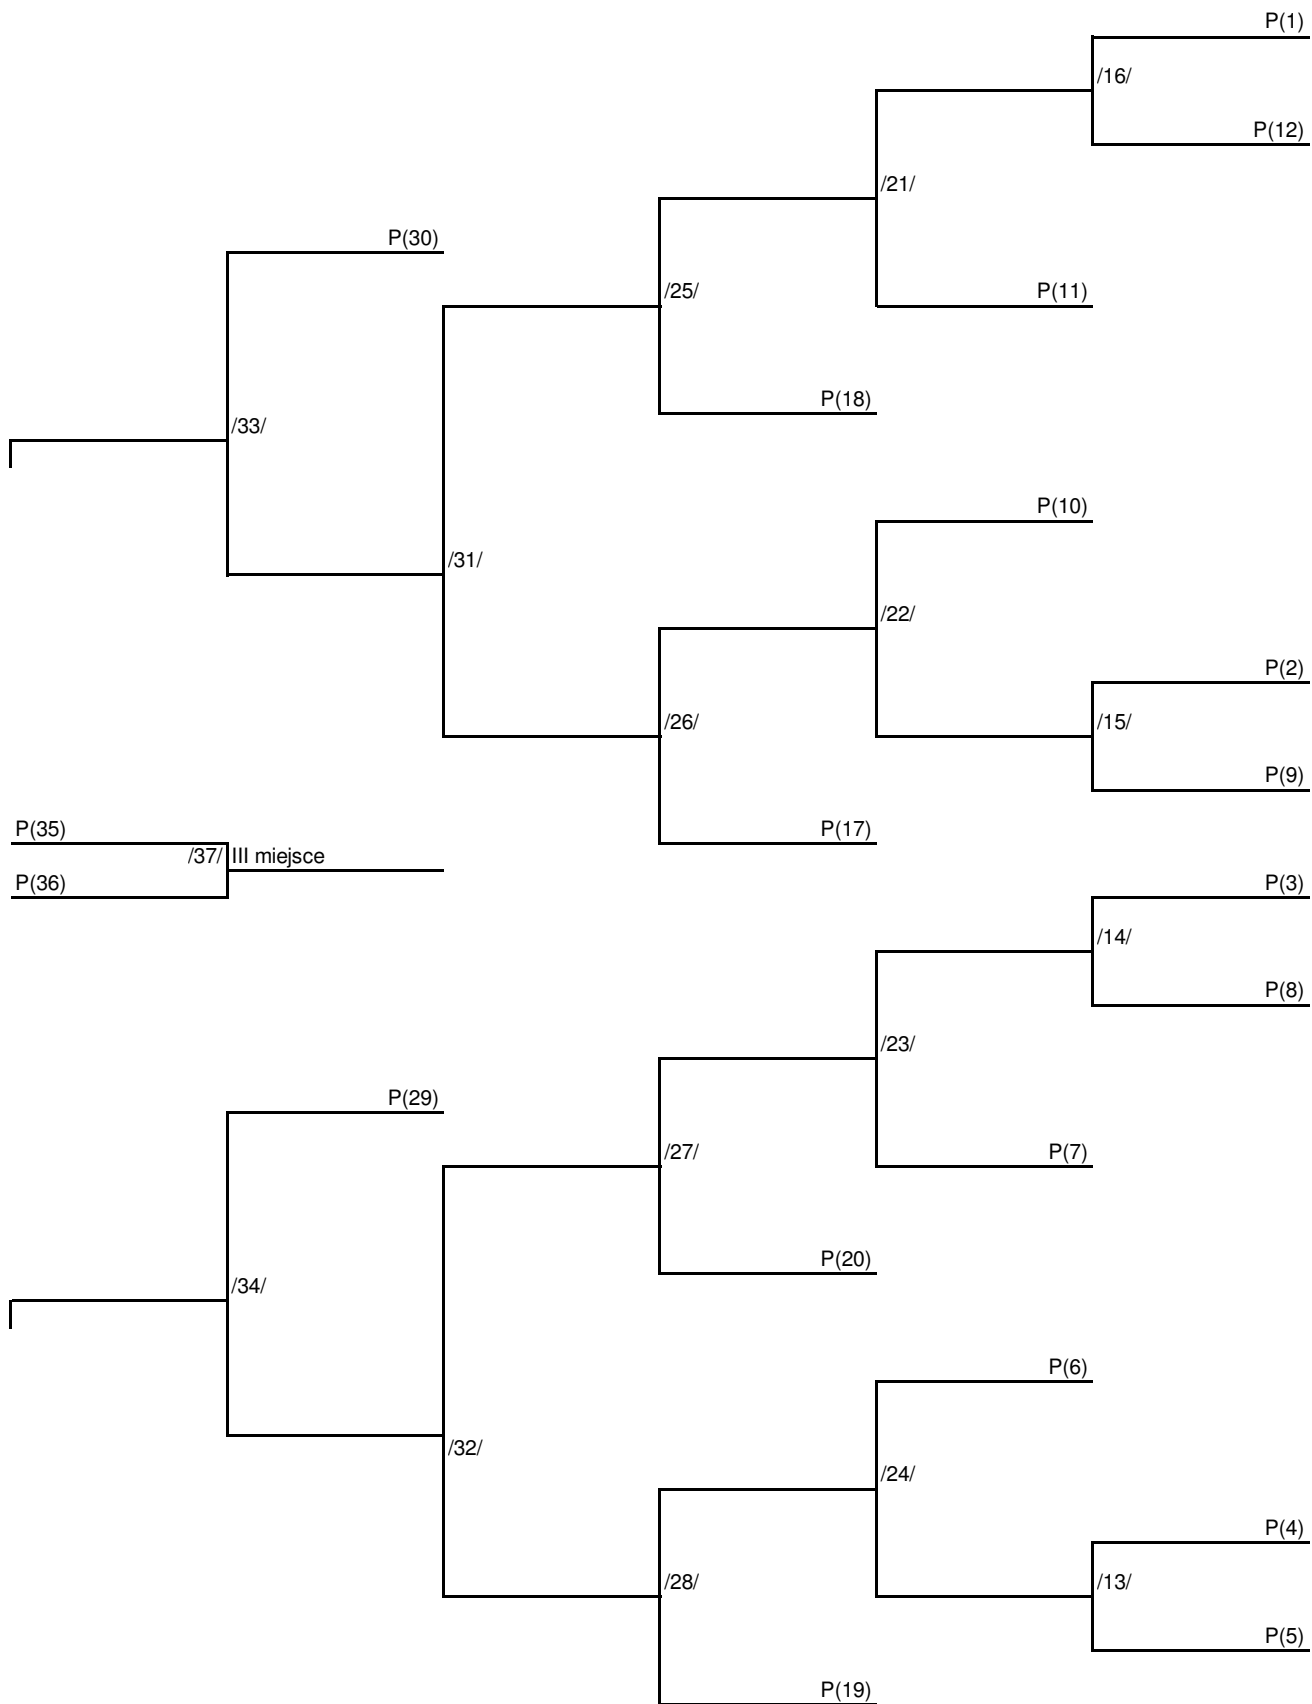 P(1)
/16/
P(12)
/21/
P(30)
/25/
P(11)
P(18)
/33/
P(10)
/31/
/22/
P(2)
/26/
/15/
P(9)
P(35)
P(17)
/37/ III miejsce
P(36)
P(3)
/14/
P(8)
/23/
P(29)
/27/
P(7)
P(20)
/34/
P(6)
/32/
/24/
P(4)
/28/
/13/
P(5)
P(19)